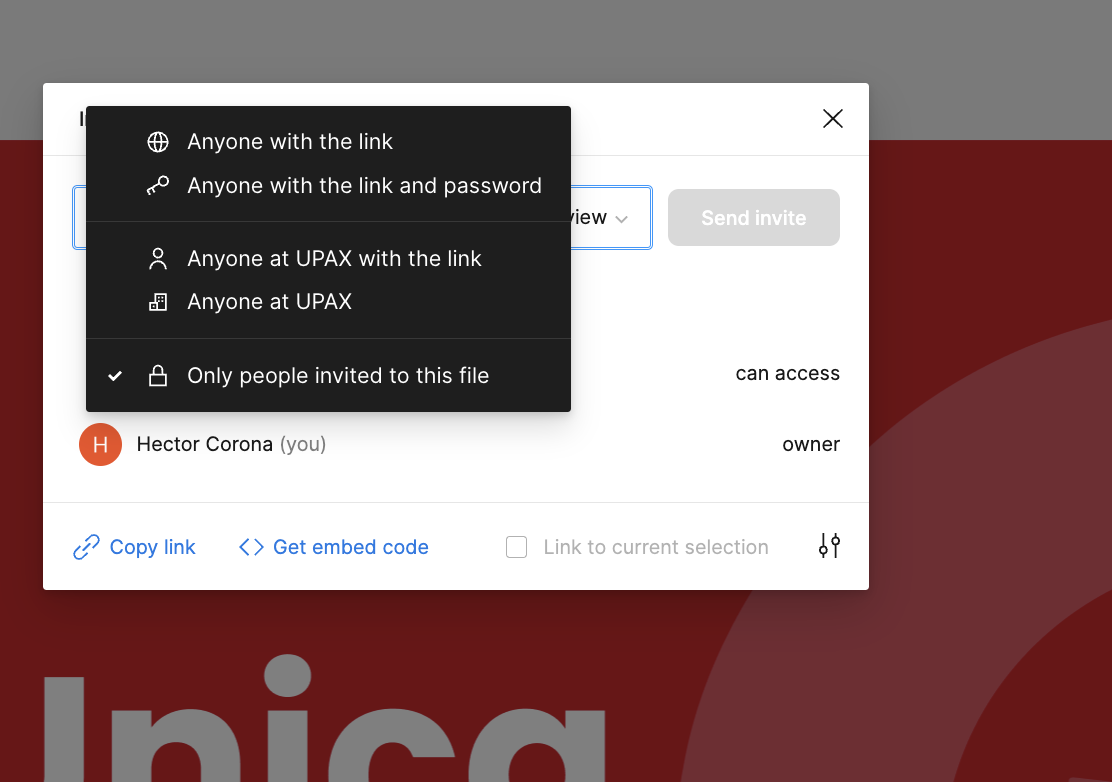 Anyone with the link
Anyone with the link and password
view
Send invite
Anyone at UPAX with the link
Anyone at UPAX
Only people invited to this file
can access
H
Hector Corona (you)
owner
Copy link
Get embed code
Link to current selection